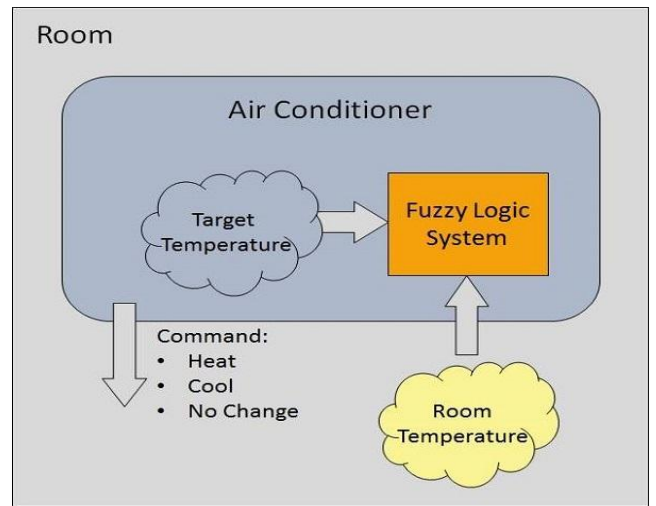 Room
Air Conditioner
Target
Temperature
Fuzzy Logic
System
Command:
• Heat
• Cool
• No Change
Room
Temperature